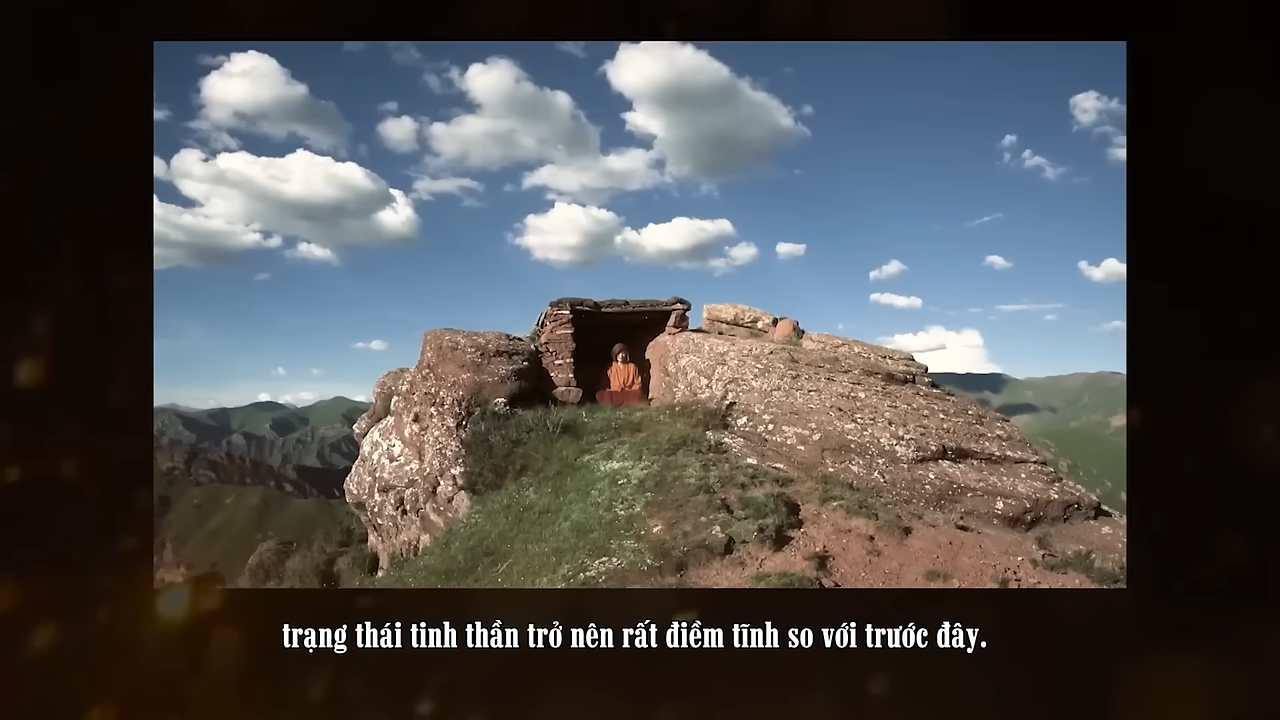 trạng thái tinh thần trở nên rất điềm tĩnh so với trước đây.